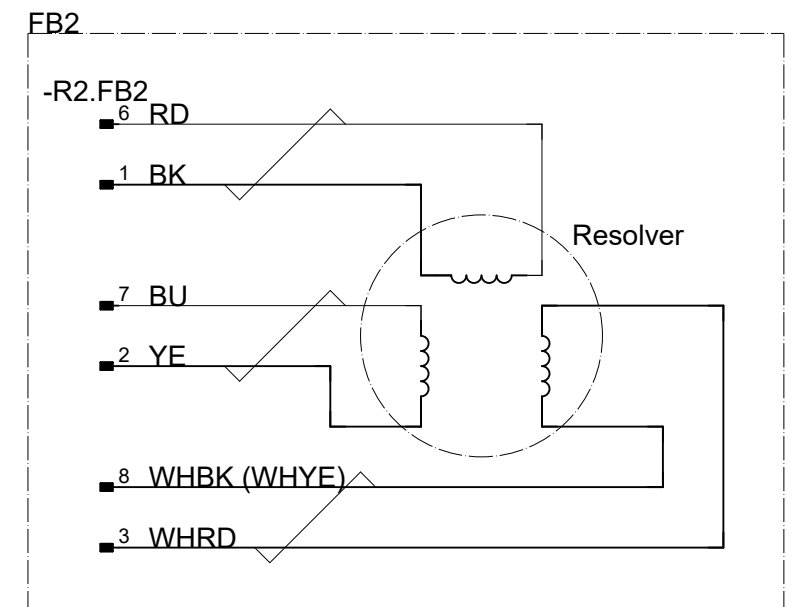 FB2
-R2.FB2
6 RD
1 BK
Resolver
7 BU
2 YE
8 WHBK (WHYE)
3 WHRD